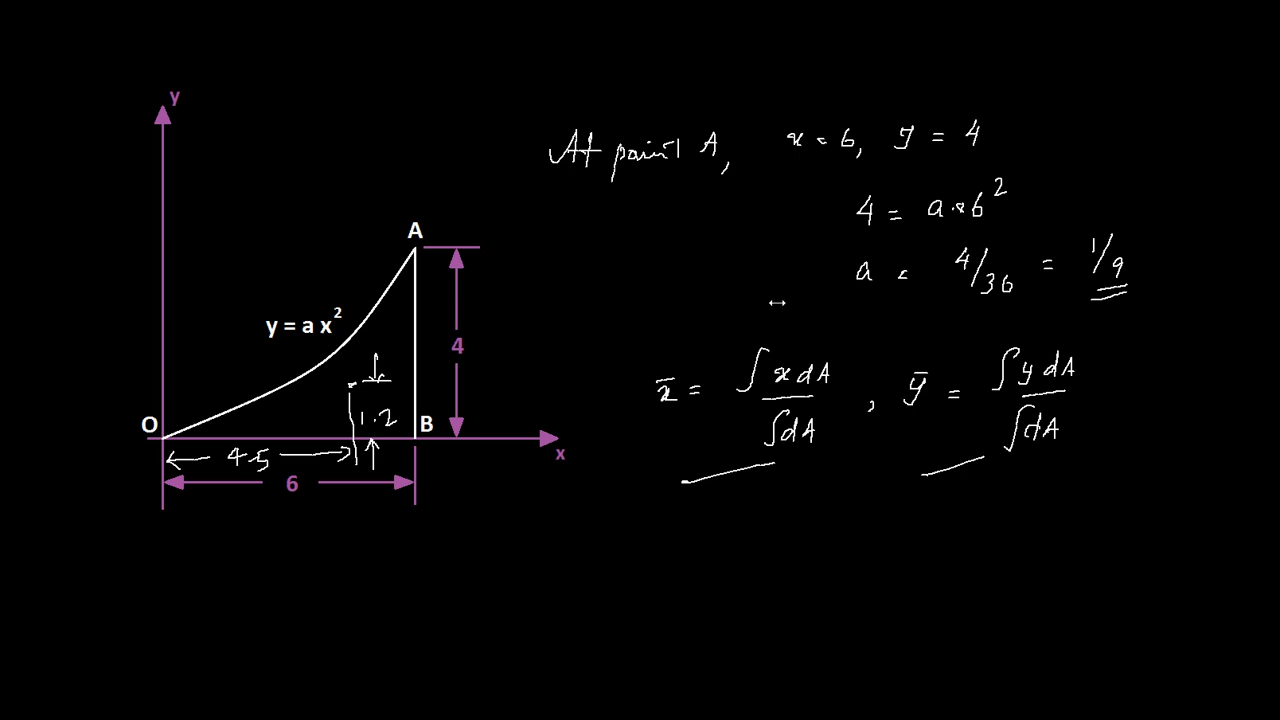 y
At point A, x = 6, y = 4
4 = a × 6²
a = 4/36 = 1/9
A
y = a x²
4
x̄ = ∫x dA / ∫dA , ȳ = ∫y dA / ∫dA
1.2
O
B
x
4.5
6